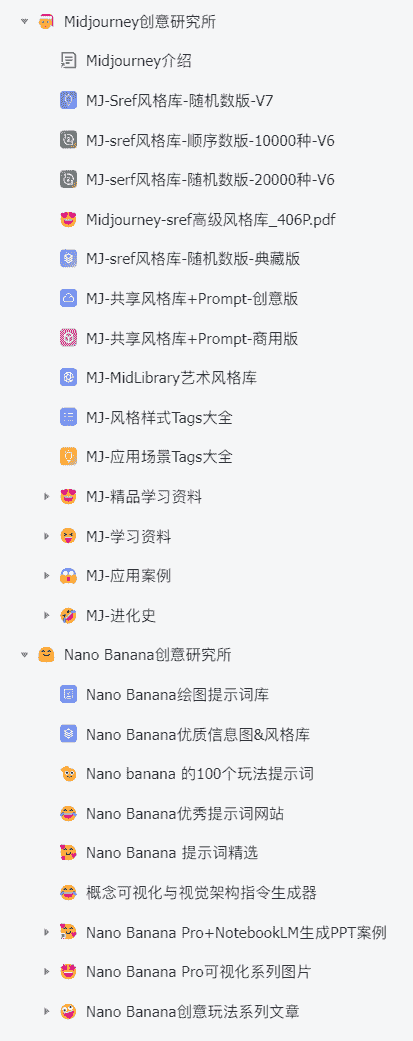 Midjourney创意研究所
Midjourney介绍
MJ-Sref风格库-随机数版-V7
MJ-sref风格库-顺序数版-10000种-V6
MJ-serf风格库-随机数版-20000种-V6
Midjourney-sref高级风格库_406P.pdf
MJ-sref风格库-随机数版-典藏版
MJ-共享风格库+Prompt-创意版
MJ-共享风格库+Prompt-商用版
MJ-MidLibrary艺术风格库
MJ-风格样式Tags大全
MJ-应用场景Tags大全
MJ-精品学习资料
MJ-学习资料
MJ-应用案例
MJ-进化史
Nano Banana创意研究所
Nano Banana绘图提示词库
Nano Banana优质信息图&风格库
Nano banana 的100个玩法提示词
Nano Banana优秀提示词网站
Nano Banana 提示词精选
概念可视化与视觉架构指令生成器
Nano Banana Pro+NotebookLM生成PPT案例
Nano Banana Pro可视化系列图片
Nano Banana创意玩法系列文章